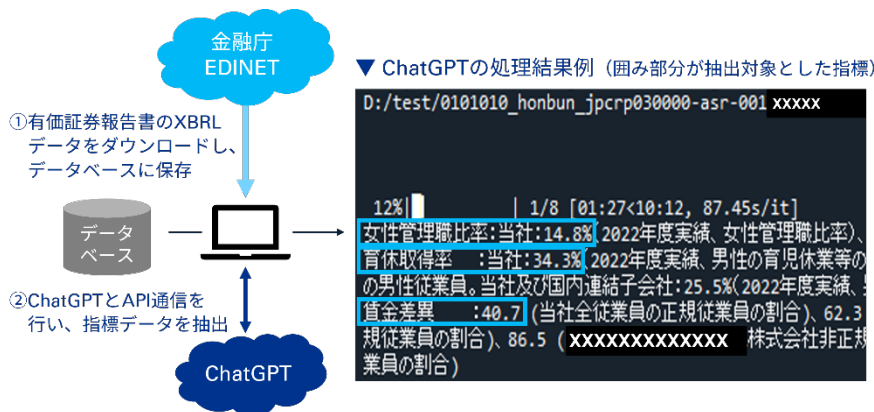 金融庁
EDINET
①有価証券報告書のXBRL
データをダウンロードし、
データベースに保存
データ
ベース
②ChatGPTとAPI通信を
行い、指標データを抽出
ChatGPT
▼ ChatGPTの処理結果例（囲み部分が抽出対象とした指標）
D:/test/0101010_honbun_jpcrp030000-asr-001 xxxxx
12%| | 1/8 [01:27<10:12, 87.45s/it]
女性管理職比率:当社:14.8%(2022年度実績、女性管理職比率)、
育休取得率 :当社:34.3%(2022年度実績、男性の育児休業等の
の男性従業員。当社及び国内連結子会社:25.5%(2022年度実績、
賃金差異 :40.7 (当社全従業員の正規従業員の割合)、62.3
規従業員の割合)、86.5 ( XXXXXXXXXXXXX 株式会社非正規
業員の割合)